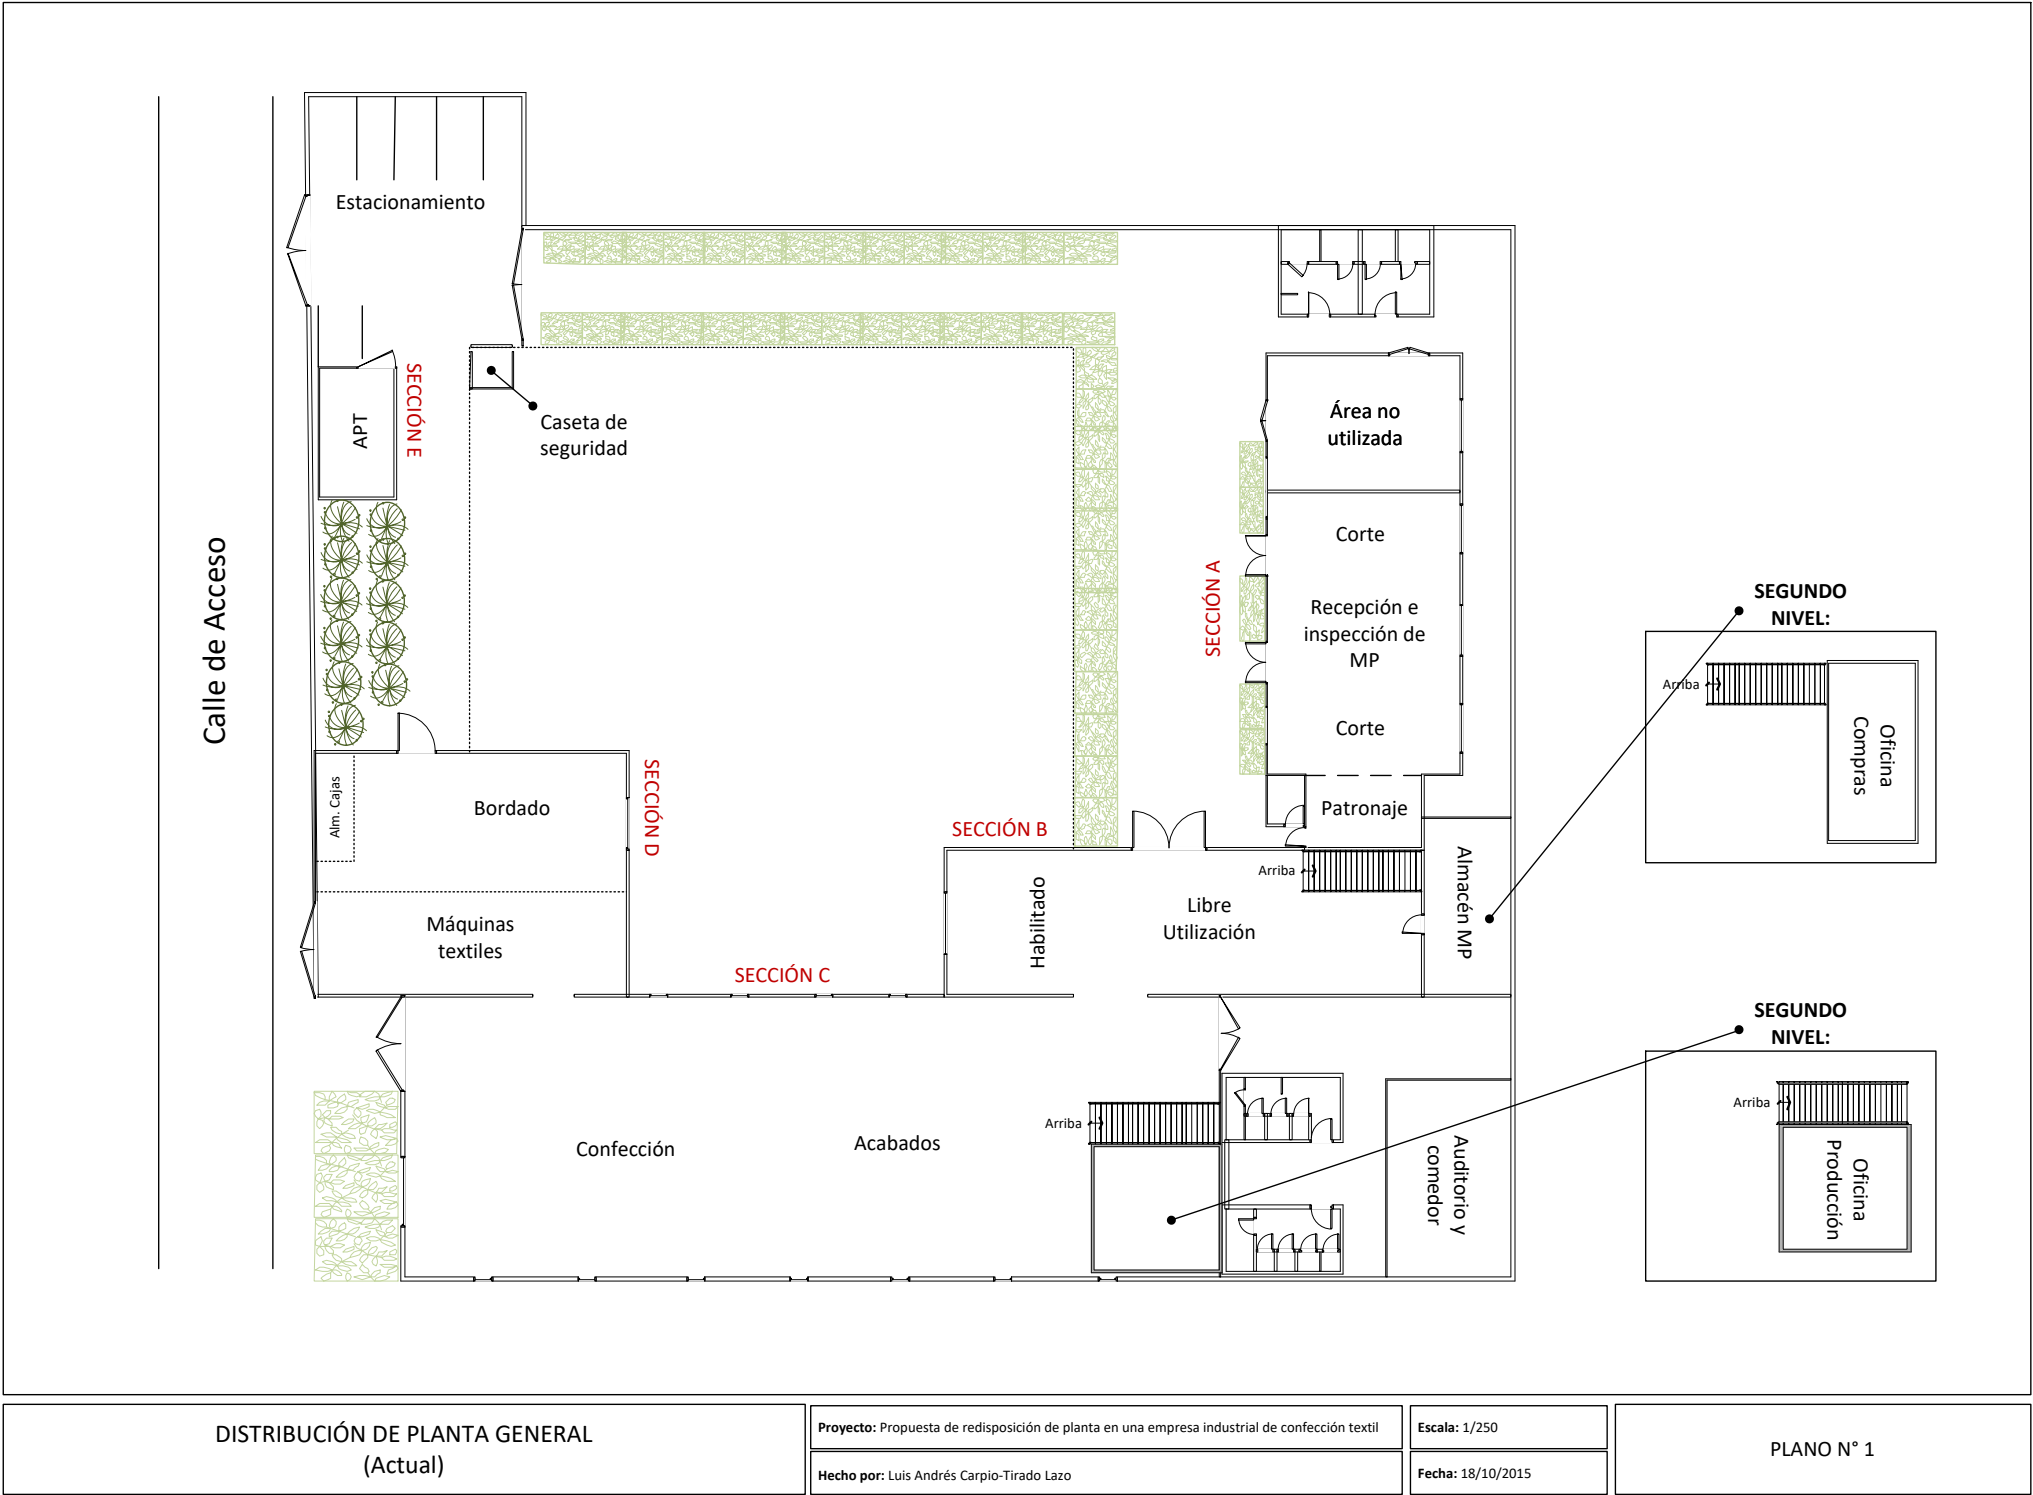 Estacionamiento
SECCIÓN E
APT
Caseta de
seguridad
Área no
utilizada
Calle de Acceso
SECCIÓN A
Corte
Recepción e
inspección de
MP
Corte
Patronaje
SEGUNDO
NIVEL:
Arriba
Oficina
Compras
Alm. Cajas
Bordado
SECCIÓN D
SECCIÓN B
Arriba
Almacén MP
Habilitado
Libre
Utilización
Máquinas
textiles
SECCIÓN C
SEGUNDO
NIVEL:
Arriba
Oficina
Producción
Confección
Acabados
Arriba
Auditorio y
comedor
DISTRIBUCIÓN DE PLANTA GENERAL
(Actual)
Proyecto: Propuesta de redisposición de planta en una empresa industrial de confección textil
Hecho por: Luis Andrés Carpio-Tirado Lazo
Escala: 1/250
Fecha: 18/10/2015
PLANO N° 1